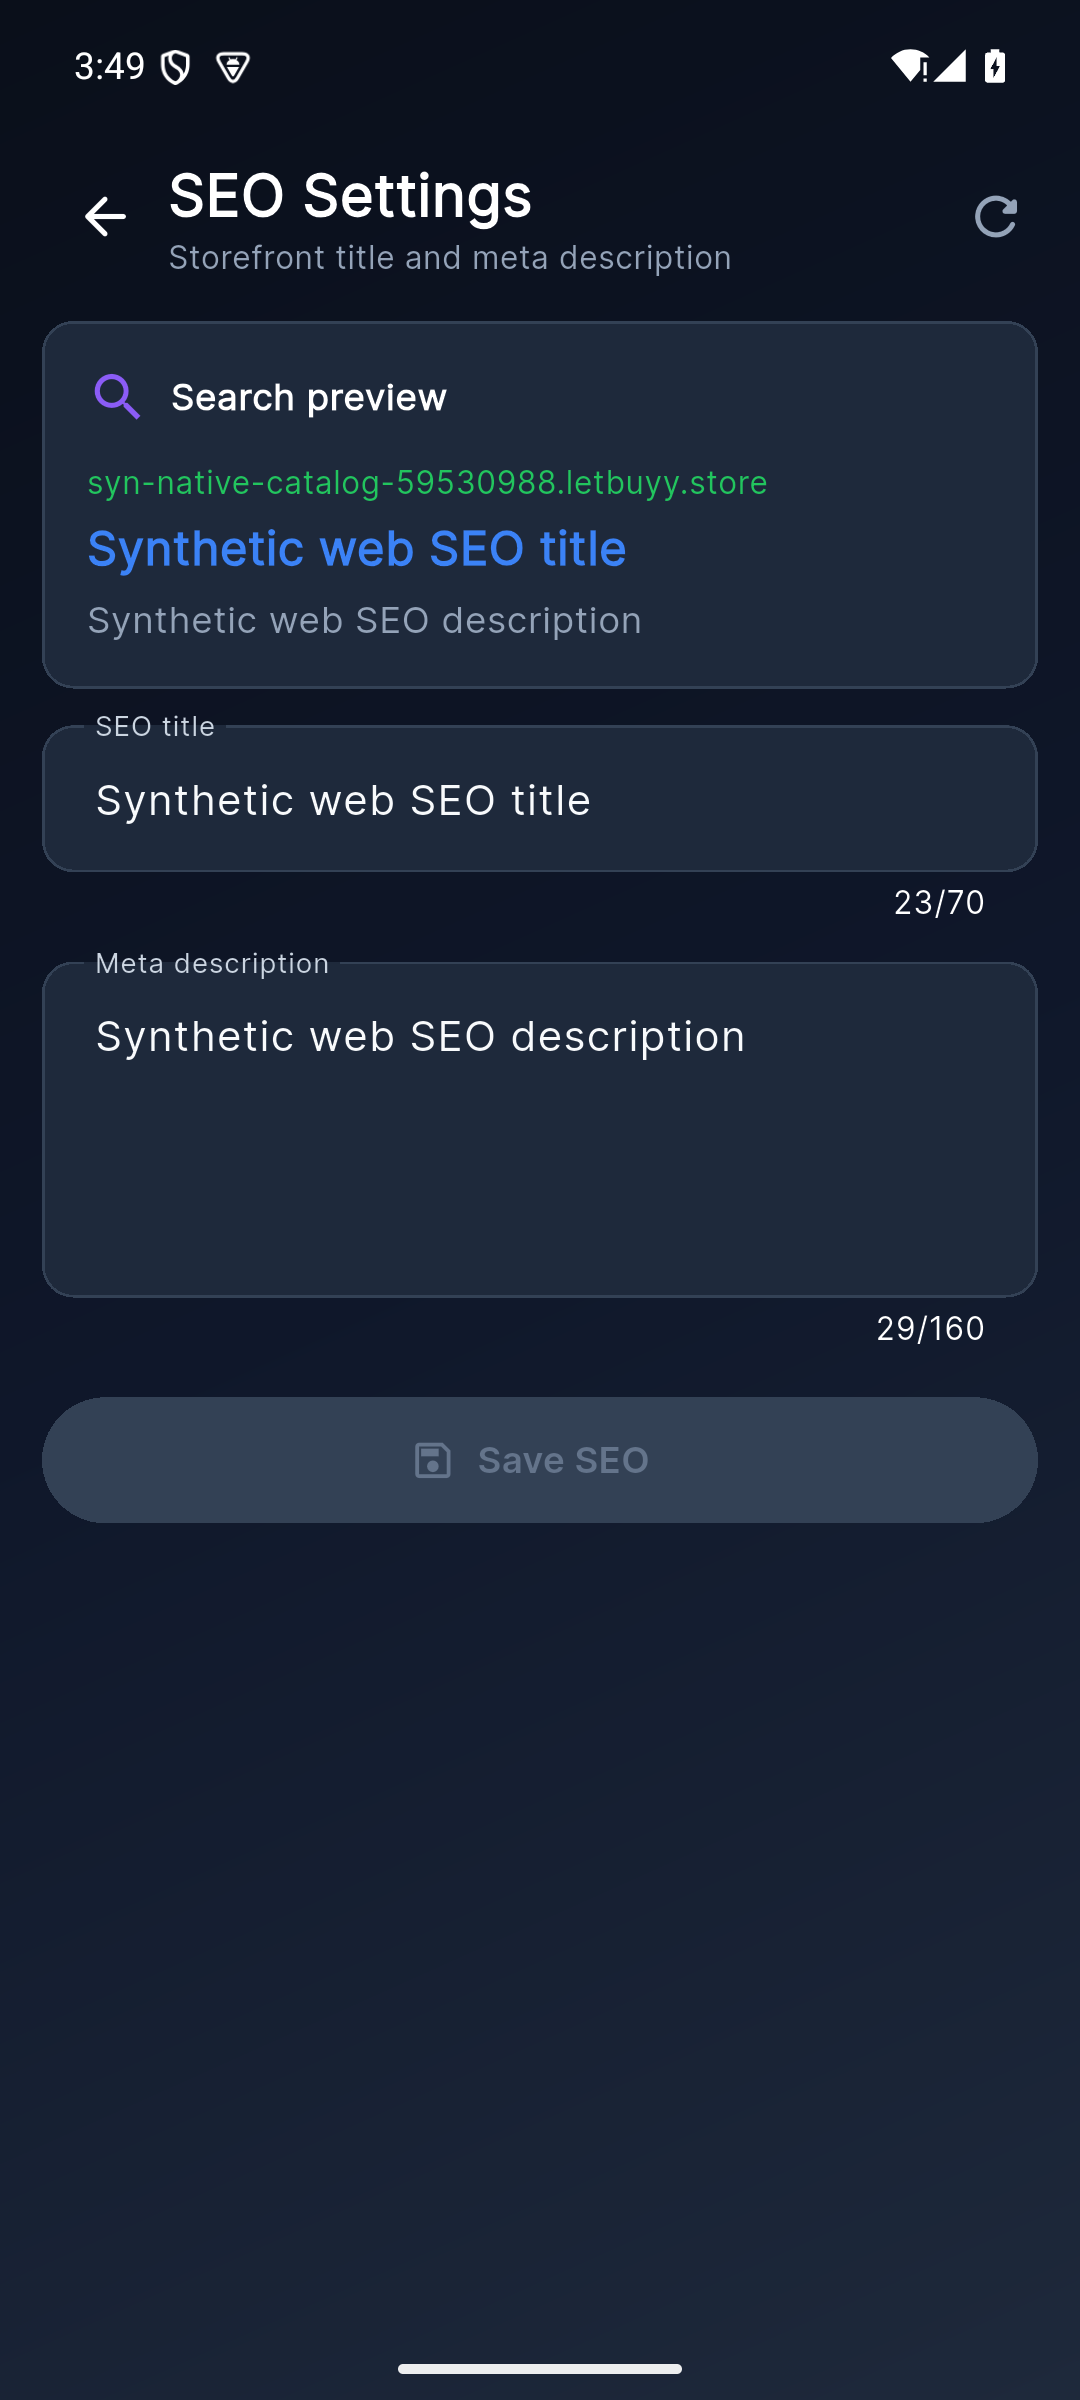 3:49
SEO Settings
Storefront title and meta description
Search preview
syn-native-catalog-59530988.letbuyy.store
Synthetic web SEO title
Synthetic web SEO description
SEO title
Synthetic web SEO title
23/70
Meta description
Synthetic web SEO description
29/160
Save SEO